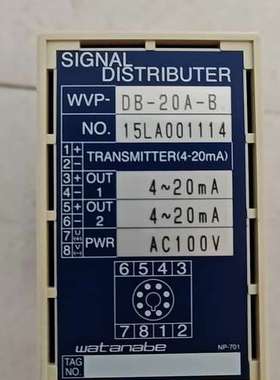 SIGNAL
DISTRIBUTER
WVP- DB-20A-B
NO. 15LA001114
1 + TRANSMITTER(4-20mA)
2 -
3 + OUT 1 4~20mA
4 -
5 + OUT 2 4~20mA
6 -
7 U PWR AC100V
8 V
6 5 4 3
7 8 1 2
watanabe NP-701
TAG NO.